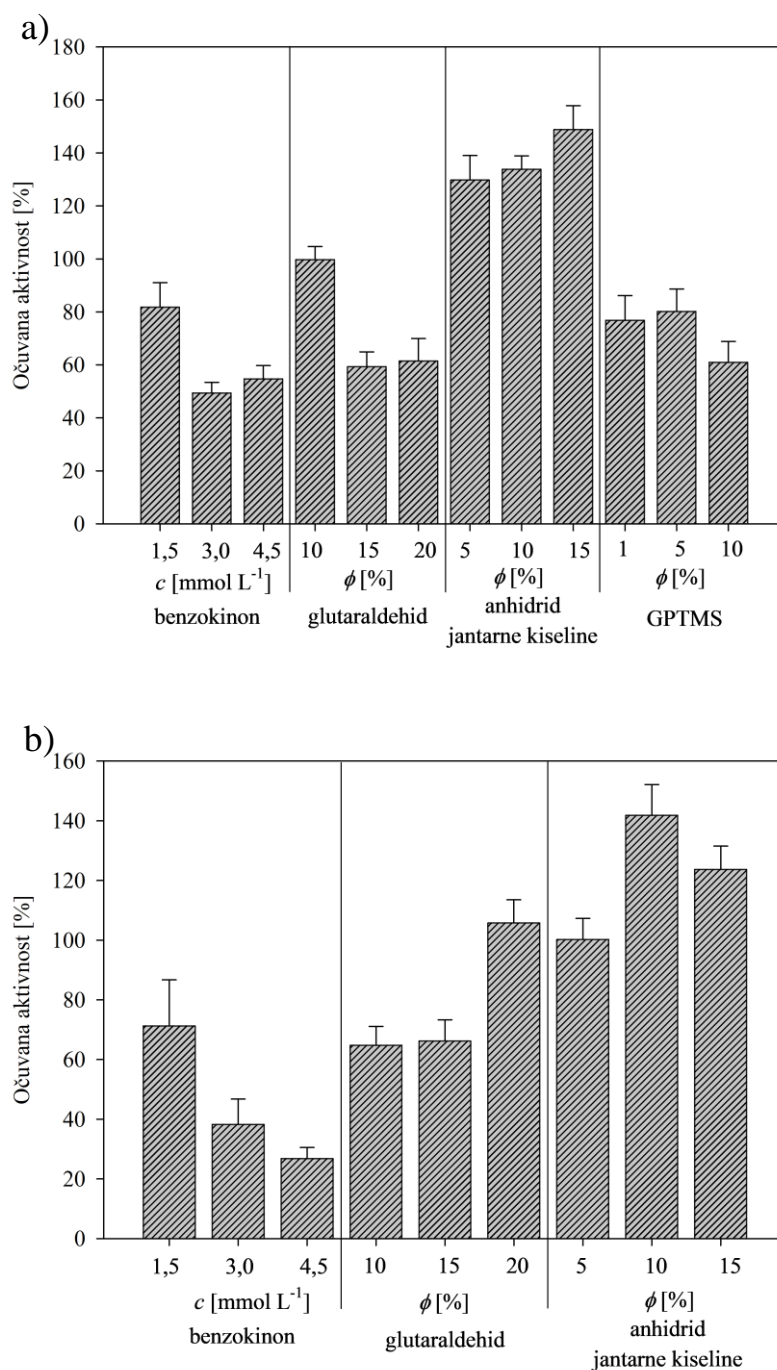 a)
180
160
140
120
100
80
60
40
20
0
Očuvana aktivnost [%]
1,5 3,0 4,5 10 15 20 5 10 15 1 5 10
c [mmol L⁻¹] ϕ [%] ϕ [%] ϕ [%]
benzokinon glutaraldehid anhidrid GPTMS
jantarne kiseline
b)
160
140
120
100
80
60
40
20
0
Očuvana aktivnost [%]
1,5 3,0 4,5 10 15 20 5 10 15
c [mmol L⁻¹] ϕ [%] ϕ [%]
benzokinon glutaraldehid anhidrid
jantarne kiseline